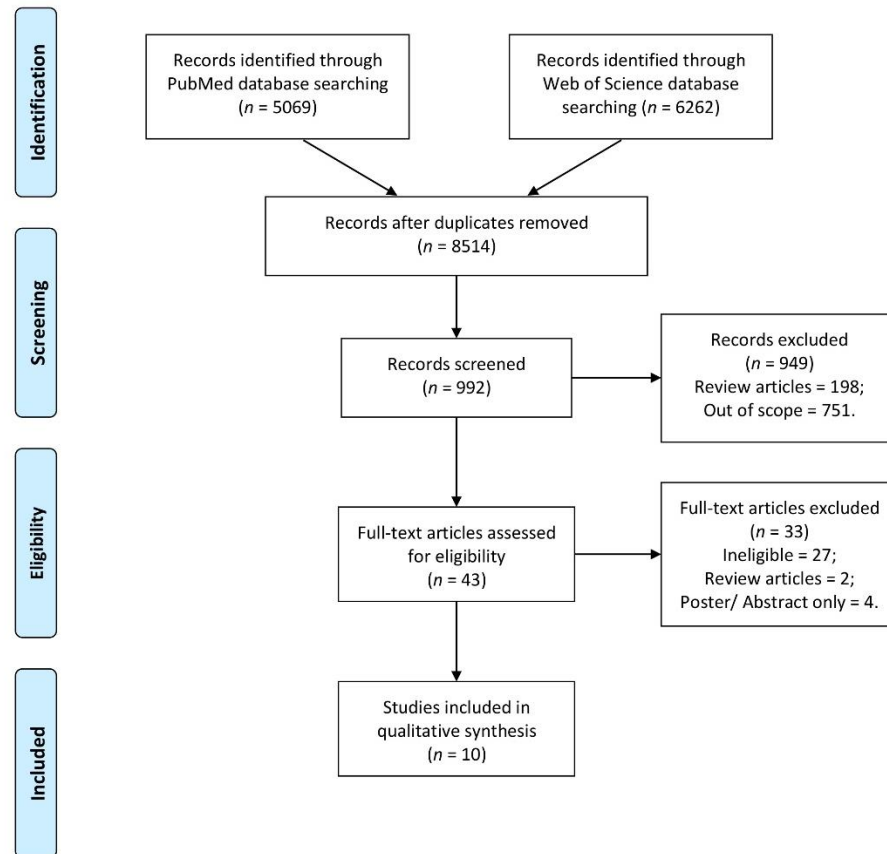 Identification
Records identified through
PubMed database searching
(n = 5069)
Records identified through
Web of Science database
searching (n = 6262)
Records after duplicates removed
(n = 8514)
Screening
Records screened
(n = 992)
Records excluded
(n = 949)
Review articles = 198;
Out of scope = 751.
Eligibility
Full-text articles assessed
for eligibility
(n = 43)
Full-text articles excluded
(n = 33)
Ineligible = 27;
Review articles = 2;
Poster/ Abstract only = 4.
Included
Studies included in
qualitative synthesis
(n = 10)